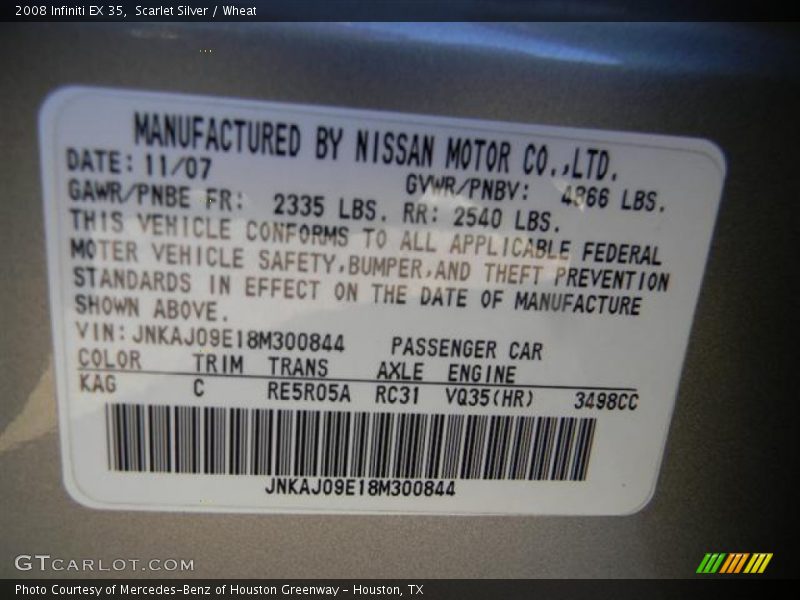 2008 Infiniti EX 35,  Scarlet Silver / Wheat
MANUFACTURED BY NISSAN MOTOR CO.,LTD.
DATE: 11/07 GVWR/PNBV: 4866 LBS.
GAWR/PNBE FR: 2335 LBS. RR: 2540 LBS.
THIS VEHICLE CONFORMS TO ALL APPLICABLE FEDERAL
MOTER VEHICLE SAFETY,BUMPER,AND THEFT PREVENTION
STANDARDS IN EFFECT ON THE DATE OF MANUFACTURE
SHOWN ABOVE.
VIN: JNKAJ09E18M300844 PASSENGER CAR
COLOR TRIM TRANS AXLE ENGINE
KAG C RE5R05A RC31 VQ35(HR) 3498CC
JNKAJ09E18M300844
GTCARLOT.COM
Photo Courtesy of Mercedes-Benz of Houston Greenway - Houston, TX